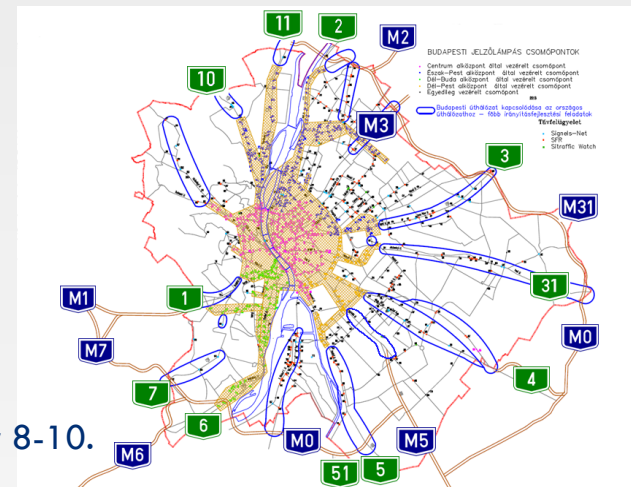 11
2
M2
10
BUDAPESTI JELZŐLÁMPÁS CSOMÓPONTOK
Centrum alközpont által vezérelt csomópont
Észak-Pest alközpont által vezérelt csomópont
Dél-Buda alközpont által vezérelt csomópont
Dél-Pest alközpont által vezérelt csomópont
Egyedileg vezérelt csomópont
Budapesti úthálózat kapcsolódása az országos
úthálózathoz – főbb irányításfejlesztési feladatok
Távfelügyelet
Signels-Net
SFR
Sitraffic Watch
M3
3
M31
31
M1
1
M0
M7
7
4
6
8-10.
M6
M0
M5
51
5